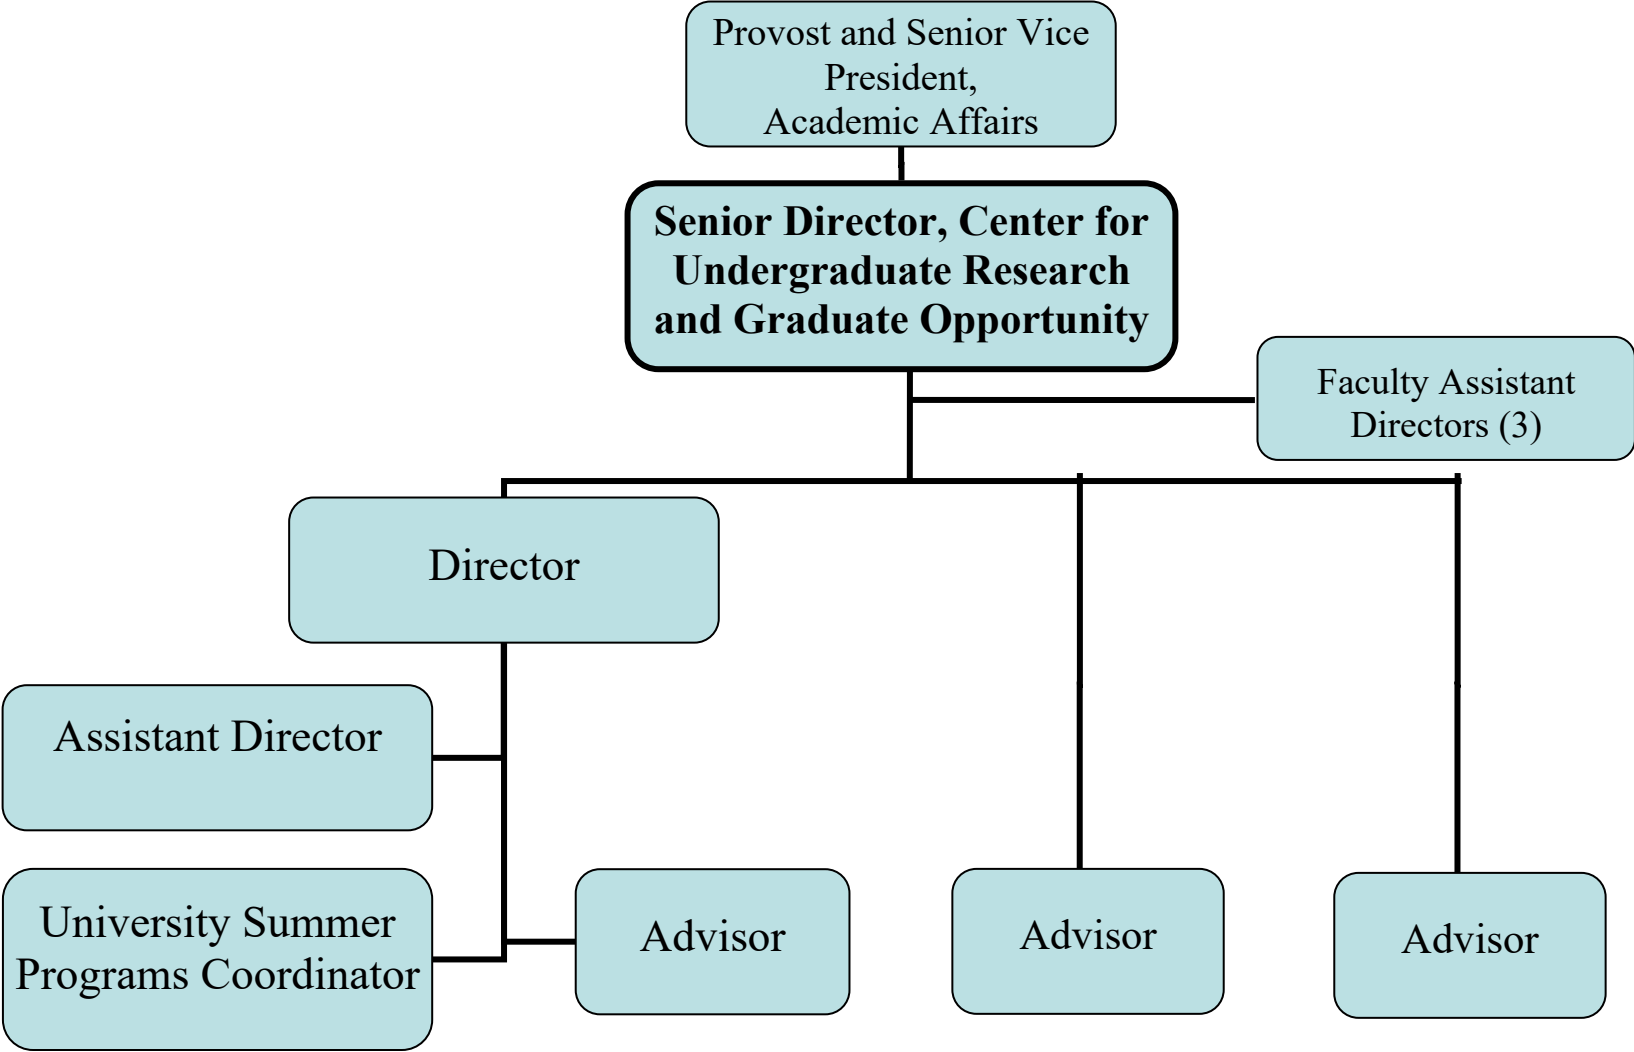 Provost and Senior Vice
President,
Academic Affairs
Senior Director, Center for
Undergraduate Research
and Graduate Opportunity
Faculty Assistant
Directors (3)
Director
Assistant Director
University Summer
Programs Coordinator
Advisor
Advisor
Advisor